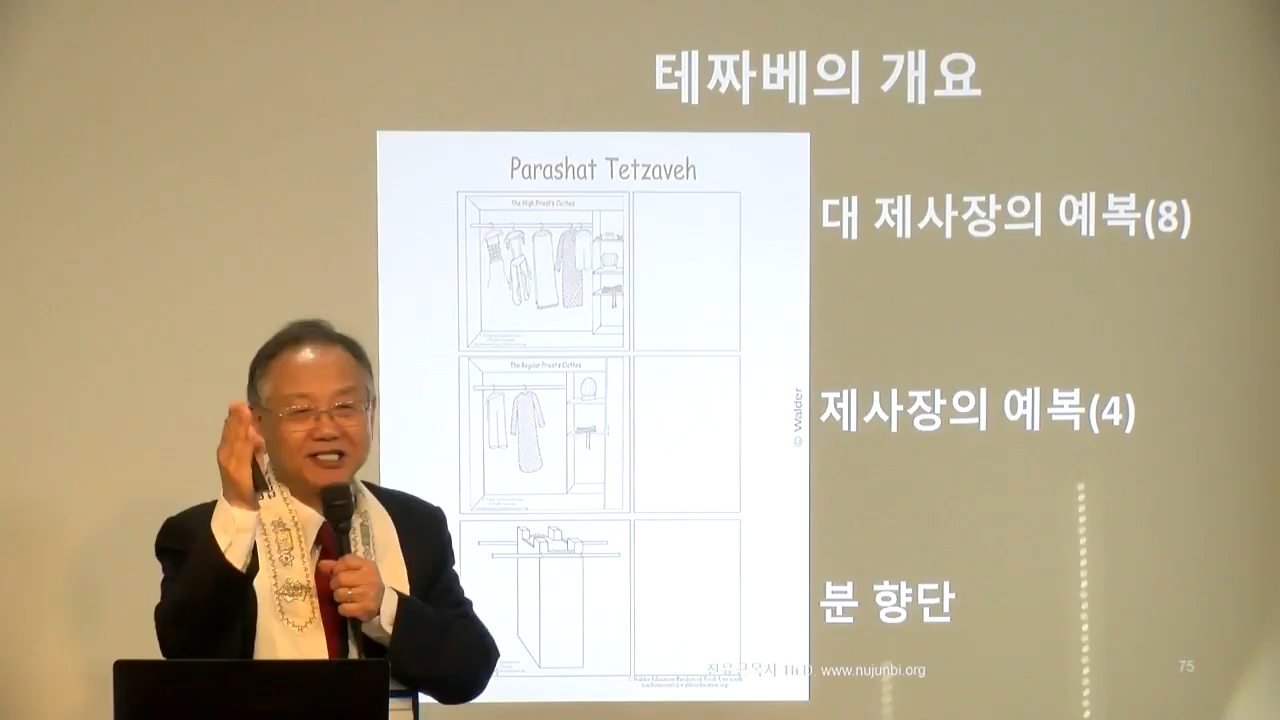 테짜베의 개요
Parashat Tetzaveh
The High Priest's Clothes
대 제사장의 예복(8)
The Regular Priest's Clothes
© Walder
제사장의 예복(4)
분 향단
www.nujunbi.org
75